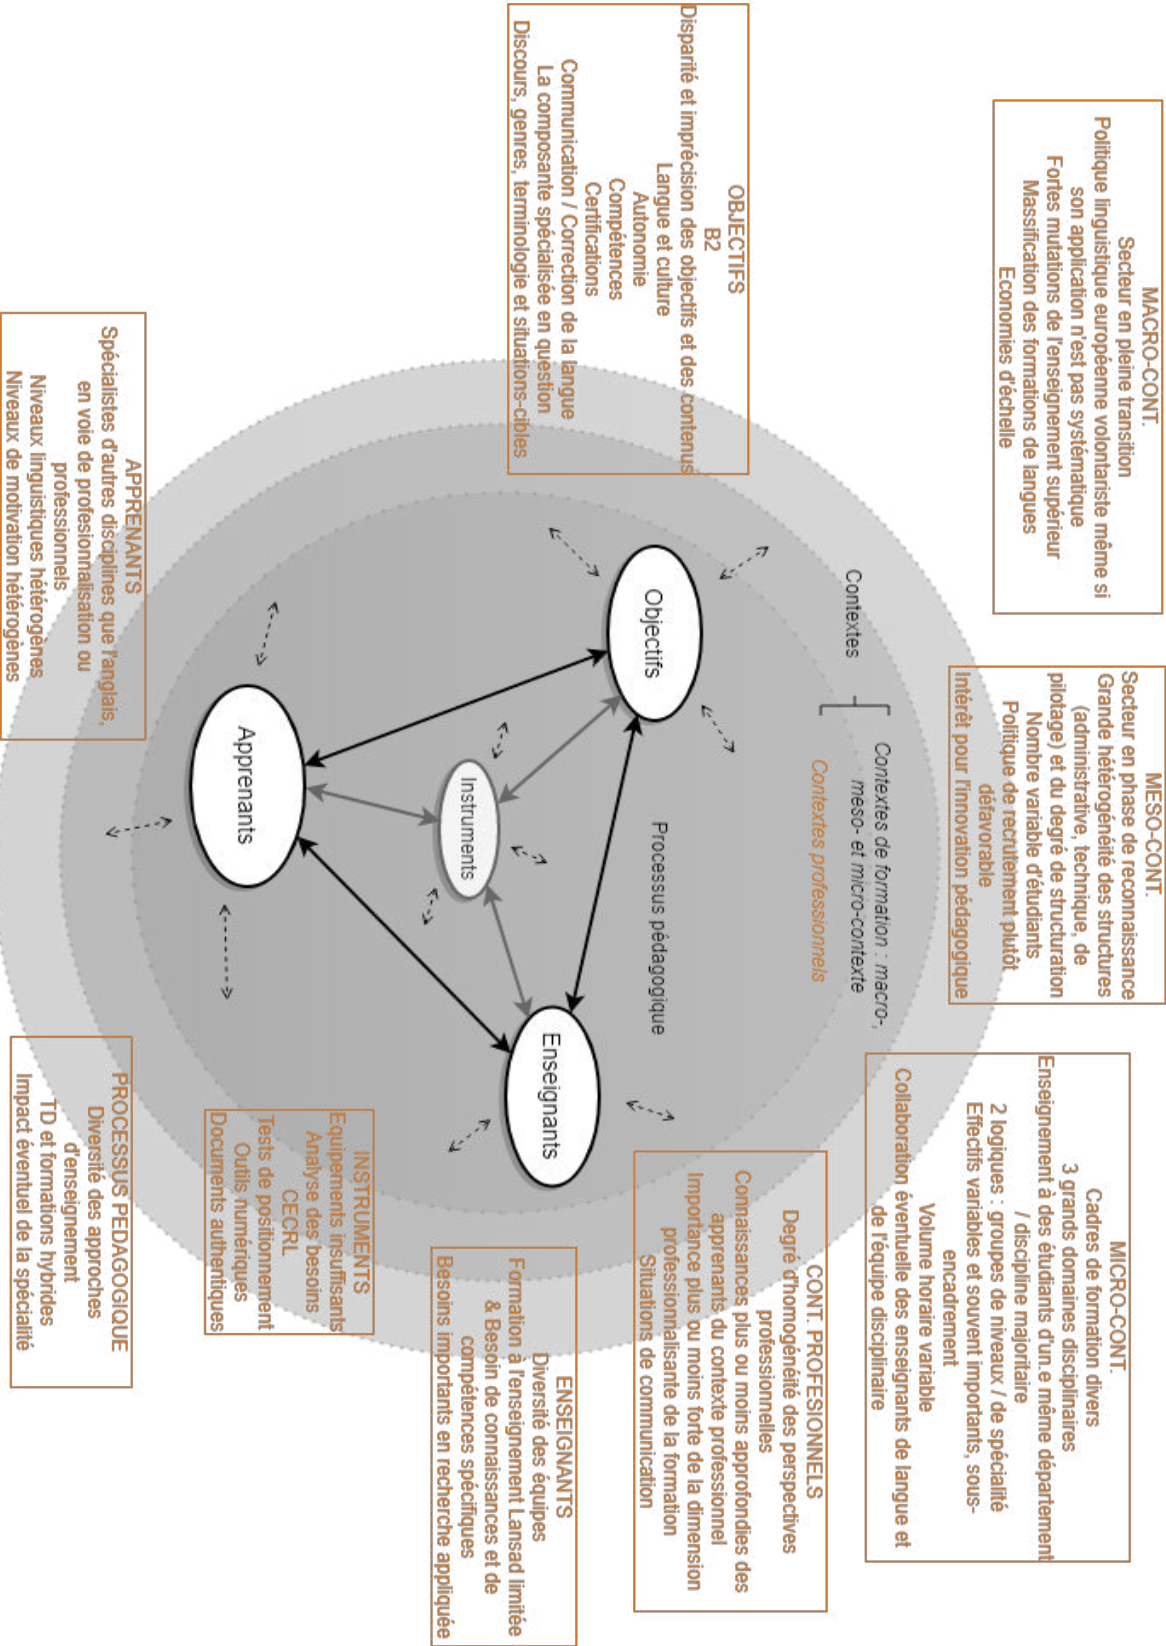 MACRO-CONT.
Secteur en pleine transition
Politique linguistique européenne volontariste même si
son application n'est pas systématique
Fortes mutations de l'enseignement supérieur
Massification des formations de langues
Economies d'échelle
MESO-CONT.
Secteur en phase de reconnaissance
Grande hétérogénéité des structures
(administrative, technique, de
pilotage) et du degré de structuration
Nombre variable d'étudiants
Politique de recrutement plutôt
défavorable
Intérêt pour l'innovation pédagogique
MICRO-CONT.
Cadres de formation divers
3 grands domaines disciplinaires
Enseignement à des étudiants d'un.e même département
/ discipline majoritaire
2 logiques : groupes de niveaux / de spécialité
Effectifs variables et souvent importants, sous-
encadrement
Volume horaire variable
Collaboration éventuelle des enseignants de langue et
de l'équipe disciplinaire
Contextes
Contextes de formation : macro-,
meso- et micro-contexte
Contextes professionnels
OBJECTIFS
B2
Disparité et imprécision des objectifs et des contenus
Langue et culture
Autonomie
Compétences
Certifications
Communication / Correction de la langue
La composante spécialisée en question
Discours, genres, terminologie et situations-cibles
Objectifs
Processus pédagogique
Instruments
Enseignants
Apprenants
CONT. PROFESIONNELS
Degré d'homogénéité des perspectives
professionnelles
Connaissances plus ou moins approfondies des
apprenants du contexte professionnel
Importance plus ou moins forte de la dimension
professionnalisante de la formation
Situations de communication
ENSEIGNANTS
Diversité des équipes
Formation à l'enseignement Lansad limitée
& Besoin de connaissances et de
compétences spécifiques
Besoins importants en recherche appliquée
INSTRUMENTS
Equipements insuffisants
Analyse des besoins
CECRL
Tests de positionnement
Outils numériques
Documents authentiques
APPRENANTS
Spécialistes d'autres disciplines que l'anglais,
en voie de profesionnalisation ou
professionnels
Niveaux linguistiques hétérogènes
Niveaux de motivation hétérogènes
PROCESSUS PEDAGOGIQUE
Diversité des approches
d'enseignement
TD et formations hybrides
Impact éventuel de la spécialité